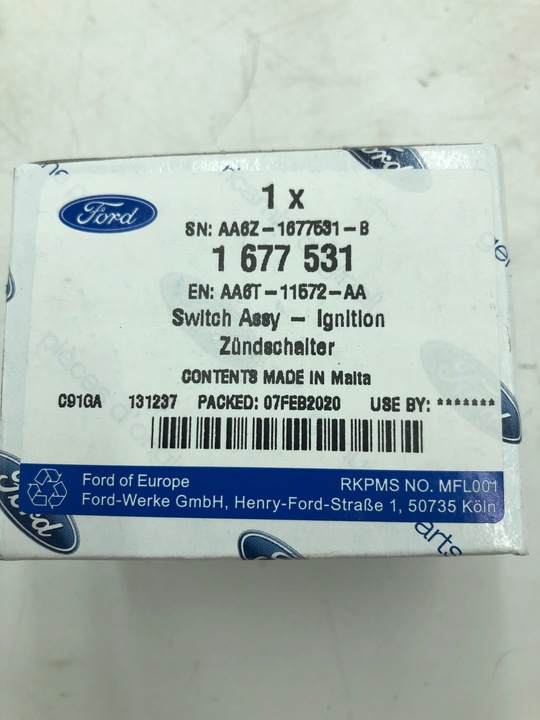 Ford
1 x
SN: AA6Z-1677531-B
1 677 531
EN: AA6T-11572-AA
Switch Assy - Ignition
Zündschalter
CONTENTS MADE IN Malta
C91GA 131237 PACKED: 07FEB2020 USE BY: *******
Ford of Europe RKPMS NO. MFL001
Ford-Werke GmbH, Henry-Ford-Straße 1, 50735 Köln
Ford
arts